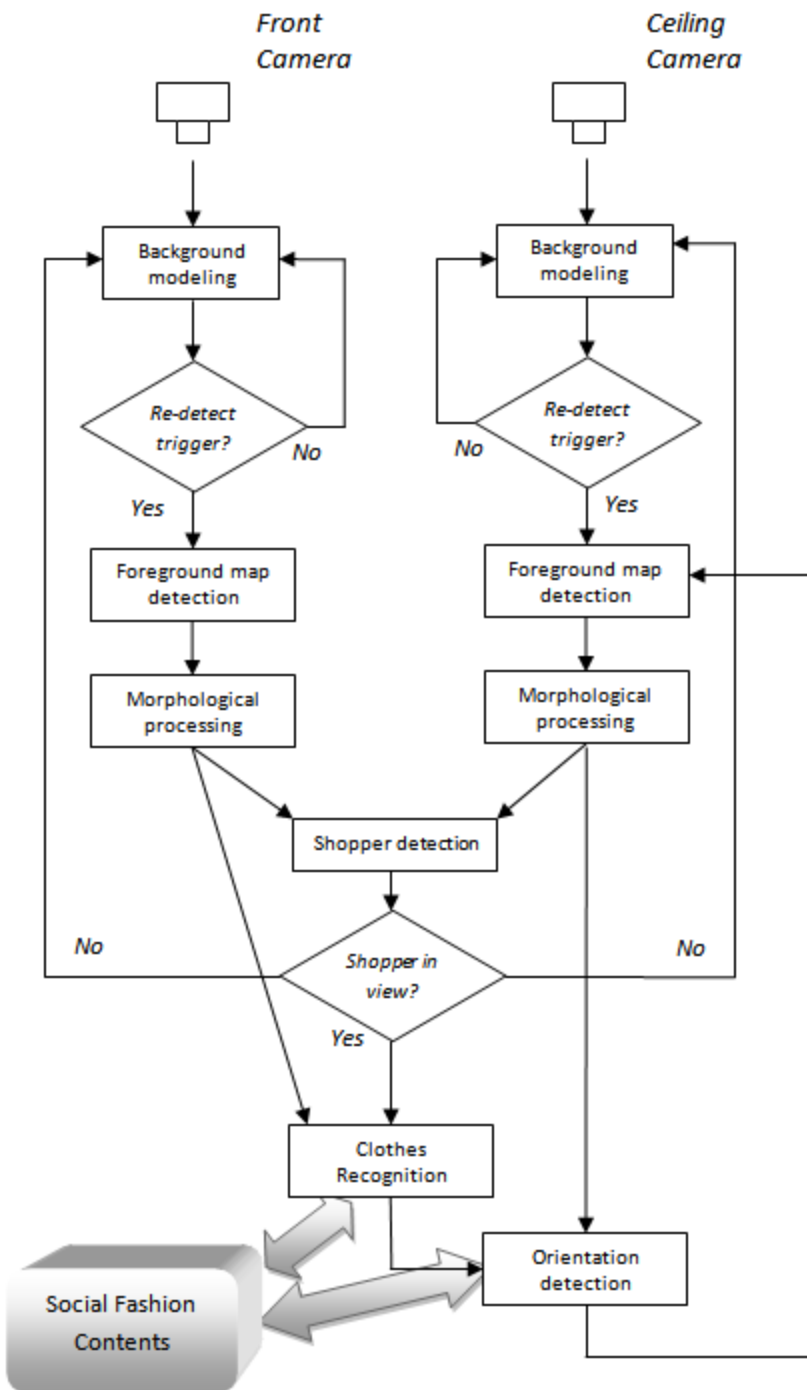 Front
Camera
Ceiling
Camera
Background
modeling
Background
modeling
Re-detect
trigger?
No
Re-detect
trigger?
No
Yes
Yes
Foreground map
detection
Foreground map
detection
Morphological
processing
Morphological
processing
Shopper detection
No
Shopper in
view?
No
Yes
Clothes
Recognition
Orientation
detection
Social Fashion
Contents